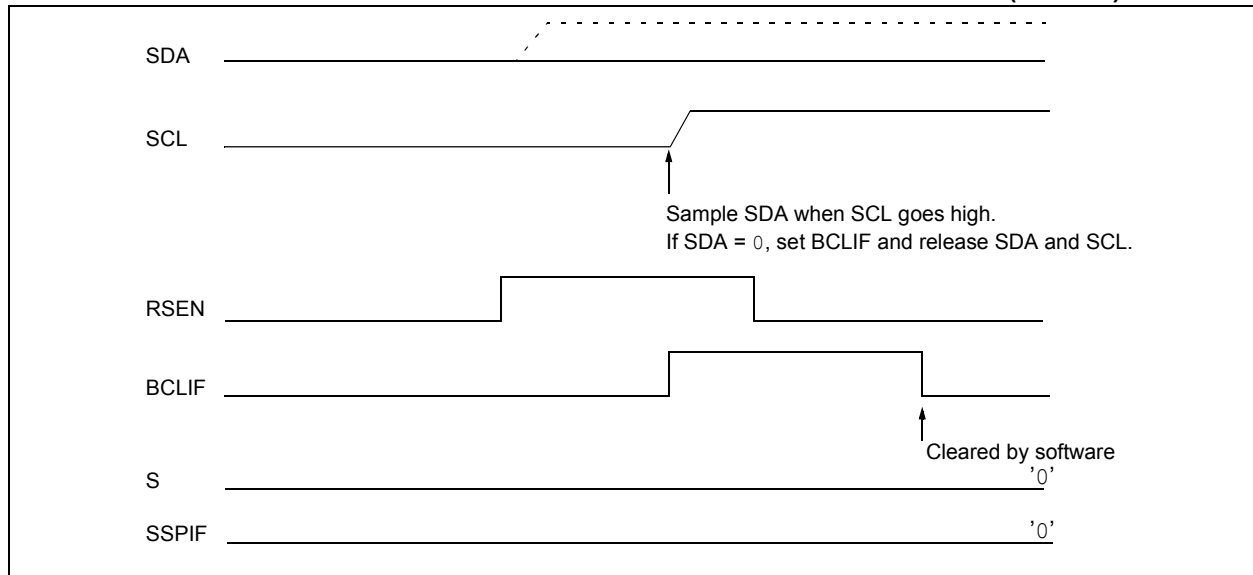 SDA
SCL
Sample SDA when SCL goes high.
If SDA = 0, set BCLIF and release SDA and SCL.
RSEN
BCLIF
Cleared by software
S
'0'
SSPIF
'0'